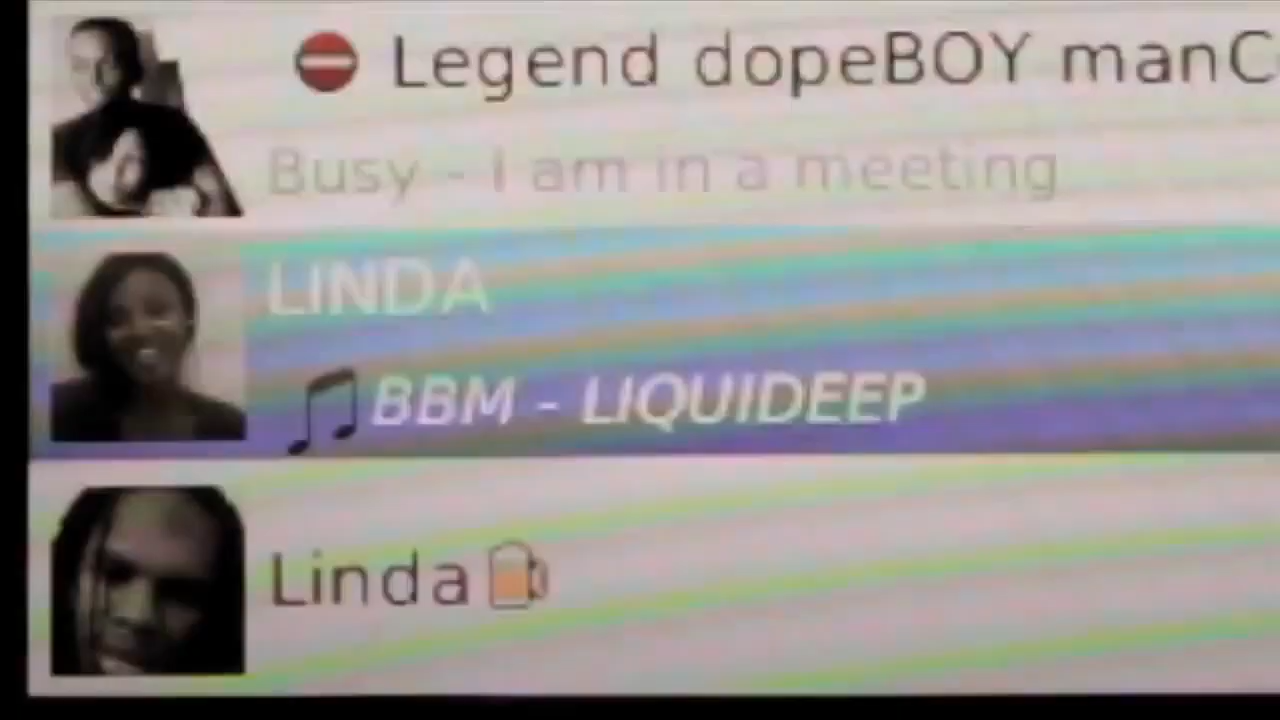 Legend dopeBOY manC
Busy - I am in a meeting
LINDA
BBM - LIQUIDEEP
Linda